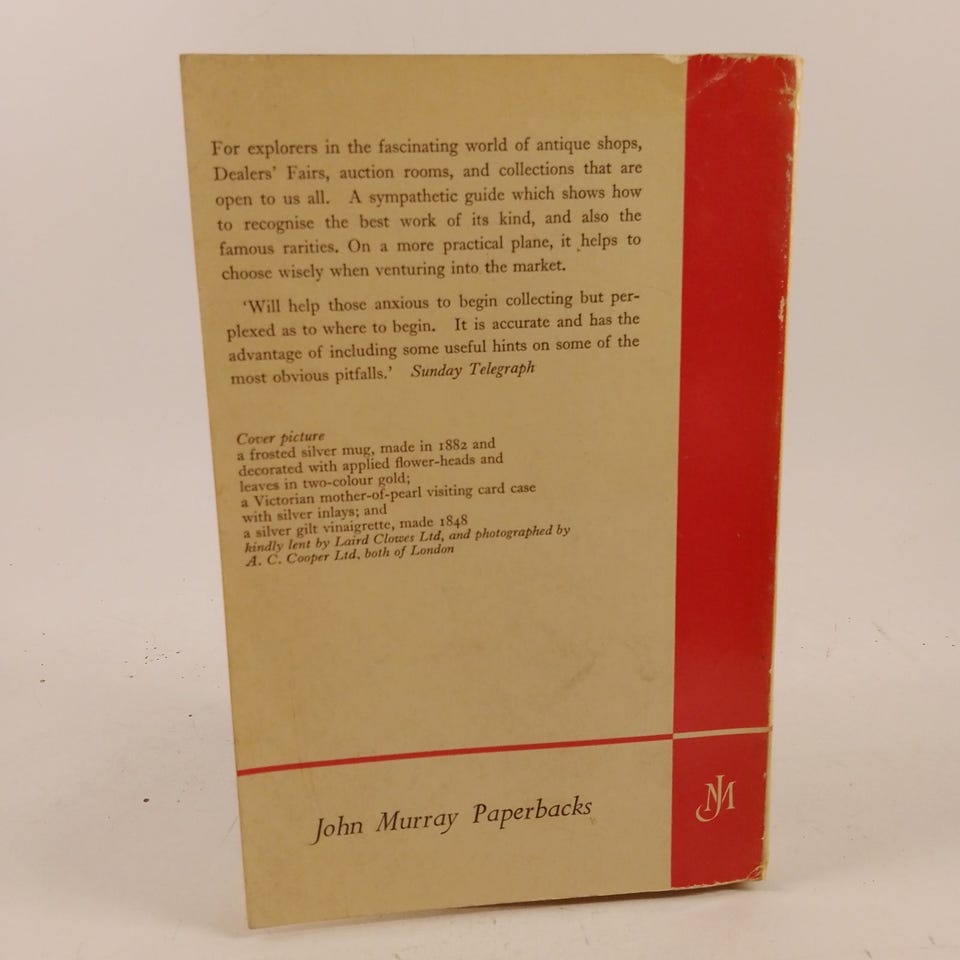 For explorers in the fascinating world of antique shops,
Dealers' Fairs, auction rooms, and collections that are
open to us all. A sympathetic guide which shows how
to recognise the best work of its kind, and also the
famous rarities. On a more practical plane, it helps to
choose wisely when venturing into the market.
'Will help those anxious to begin collecting but per-
plexed as to where to begin. It is accurate and has the
advantage of including some useful hints on some of the
most obvious pitfalls.' Sunday Telegraph
Cover picture
a frosted silver mug, made in 1882 and
decorated with applied flower-heads and
leaves in two-colour gold;
a Victorian mother-of-pearl visiting card case
with silver inlays; and
a silver gilt vinaigrette, made 1848
kindly lent by Laird Clowes Ltd, and photographed by
A. C. Cooper Ltd, both of London
John Murray Paperbacks
JM